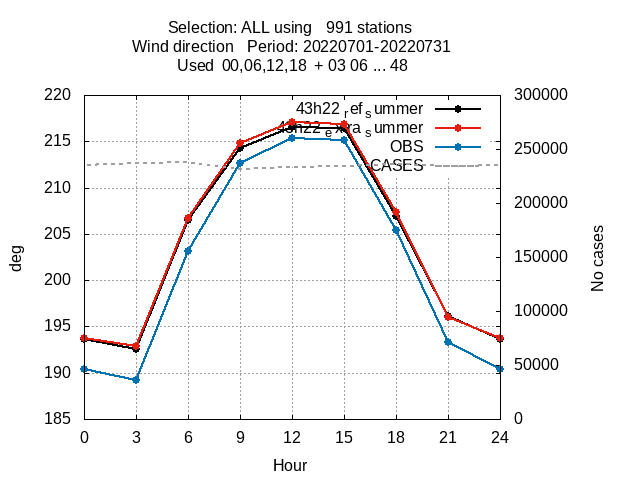 Selection: ALL using 991 stations
Wind direction Period: 20220701-20220731
Used 00,06,12,18 + 03 06 ... 48
220 300000
43h22refsummer
43h22exrasummer
215 250000
OBS
CASES
210
200000
205
deg
200 150000
No cases
195 100000
190 50000
185 0
0 3 6 9 12 15 18 21 24
Hour